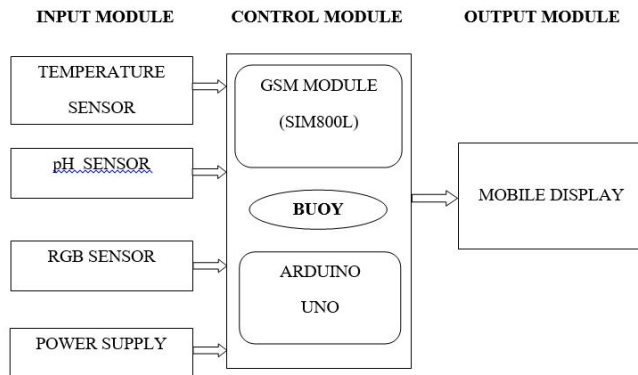 INPUT MODULE
CONTROL MODULE
OUTPUT MODULE
TEMPERATURE
SENSOR
pH SENSOR
RGB SENSOR
POWER SUPPLY
GSM MODULE
(SIM800L)
BUOY
ARDUINO
UNO
MOBILE DISPLAY